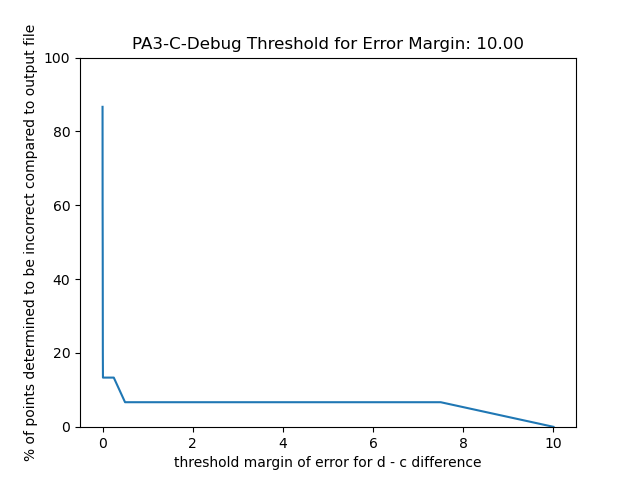 PA3-C-Debug Threshold for Error Margin: 10.00
% of points determined to be incorrect compared to output file
100
80
60
40
20
0
0 2 4 6 8 10
threshold margin of error for d - c difference